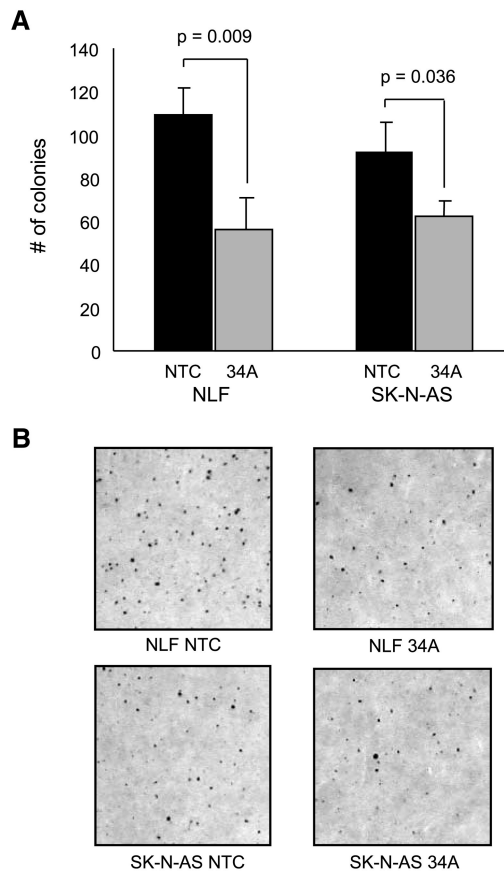 A
p = 0.009
p = 0.036
# of colonies
140
120
100
80
60
40
20
0
NTC 34A NTC 34A
NLF SK-N-AS
B
NLF NTC NLF 34A
SK-N-AS NTC SK-N-AS 34A